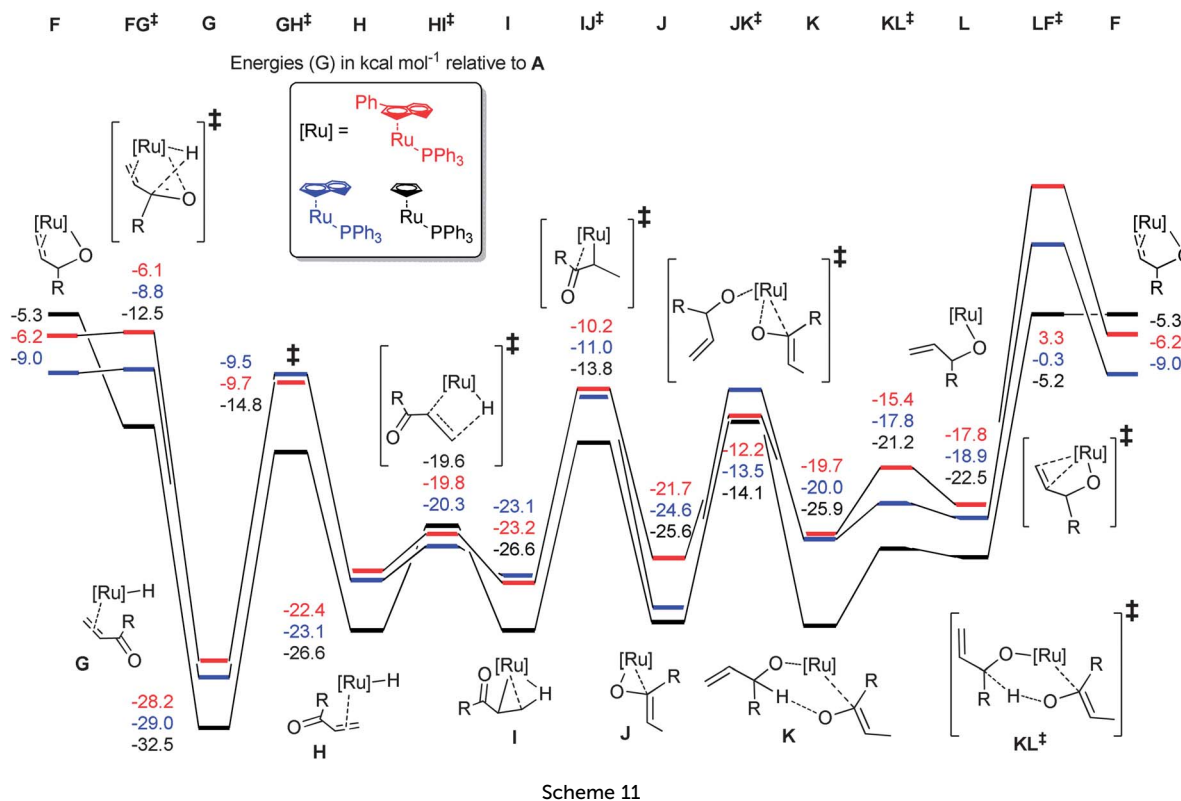 F FG‡ G GH‡ H HI‡ I IJ‡ J JK‡ K KL‡ L LF‡ F
Energies (G) in kcal mol⁻¹ relative to A
[Ru] =
Ph
Ru
PPh₃
Ru
PPh₃
Ru
PPh₃
‡
[Ru]
H
O
R
[Ru]
O
R
-5.3
-6.2
-9.0
-6.1
-8.8
-12.5
[Ru]–H
R
O
G
-28.2
-29.0
-32.5
‡
-9.5
-9.7
-14.8
-22.4
-23.1
-26.6
[Ru]–H
R
O
H
‡
[Ru]
R
H
O
-19.6
-19.8
-20.3
-23.1
-23.2
-26.6
[Ru]
O
H
R
I
‡
[Ru]
R
O
-10.2
-11.0
-13.8
-21.7
-24.6
-25.6
[Ru]
O
R
J
‡
O
[Ru]
R
O
R
-12.2
-13.5
-14.1
-19.7
-20.0
-25.9
O
[Ru]
R
H
R
O
K
-15.4
-17.8
-21.2
‡
O
[Ru]
R
R
H
O
KL‡
[Ru]
O
R
-17.8
-18.9
-22.5
3.3
-0.3
-5.2
‡
[Ru]
O
R
[Ru]
O
R
-5.3
-6.2
-9.0
Scheme 11